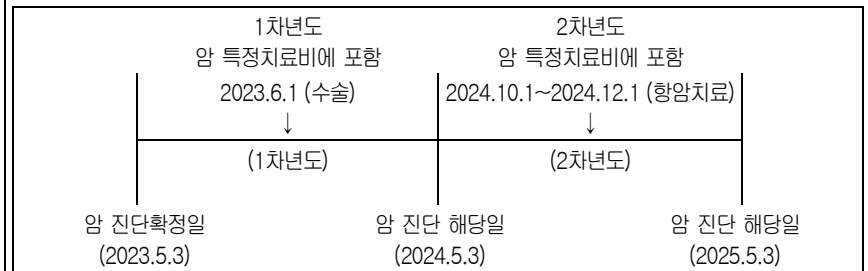 1차년도 2차년도
암 특정치료비에 포함 암 특정치료비에 포함
2023.6.1 (수술) 2024.10.1~2024.12.1 (항암치료)
↓ ↓
(1차년도) (2차년도)
암 진단확정일 암 진단 해당일 암 진단 해당일
(2023.5.3) (2024.5.3) (2025.5.3)